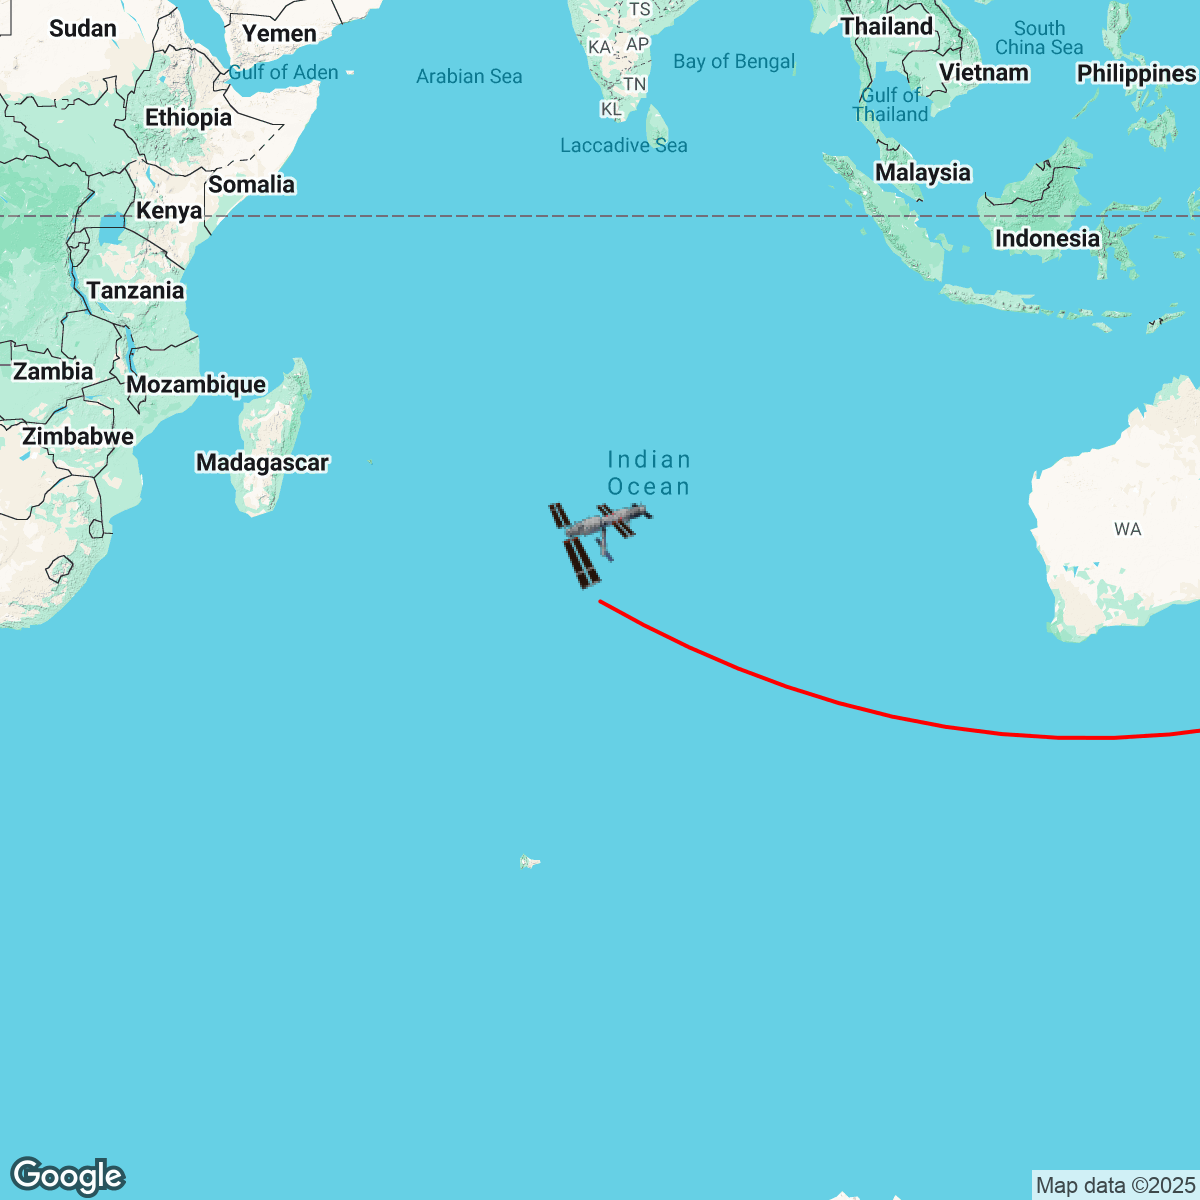 Sudan
Yemen
Gulf of Aden
Arabian Sea
TS
KA
AP
TN
KL
Bay of Bengal
Thailand
South
China Sea
Vietnam
Philippines
Gulf of
Thailand
Ethiopia
Laccadive Sea
Malaysia
Somalia
Kenya
Indonesia
Tanzania
Zambia
Mozambique
Zimbabwe
Madagascar
Indian
Ocean
WA
Google
Map data ©2025